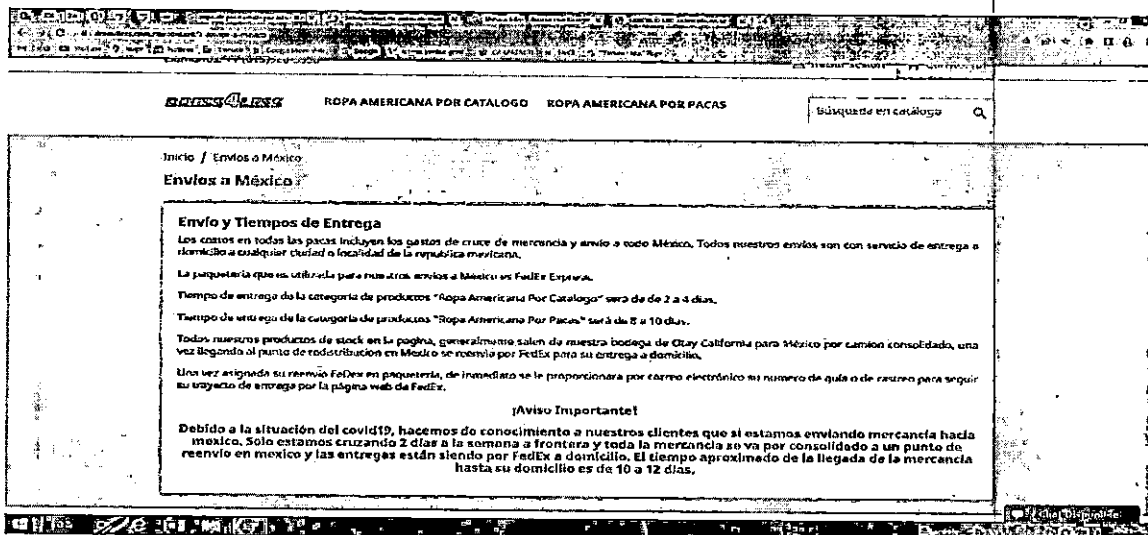 ROPA AMERICANA POR CATALOGO ROPA AMERICANA POR PACAS
Búsqueda en catálogo
Inicio / Envíos a México
Envíos a México
Envío y Tiempos de Entrega
Los costos en todas las pacas incluyen los gastos de cruce de mercancia y envío a todo México. Todos nuestros envíos son con servicio de entrega a
domicilio a cualquier ciudad o localidad de la republica mexicana.
La paquetería que es utilizada para nuestros envíos a México es FedEx Express.
Tiempo de entrega de la categoría de productos "Ropa Americana Por Catalogo" será de de 2 a 4 días.
Tiempo de entrega de la categoría de productos "Ropa Americana Por Pacas" será de 8 a 10 días.
Todos nuestros productos de stock en la pagina, generalmente salen de nuestra bodega de Otay California para México por camion consolidado, una
vez llegando al punto de redistribución en Mexico se reenvía por FedEx para su entrega a domicilio.
Una vez asignada su reenvío FeDex en paquetería, de inmediato se le proporcionara por correo electrónico su numero de guía o de rastreo para seguir
su trayecto de entrega por la página web de FedEx.
¡Aviso Importante!
Debido a la situación del covid19, hacemos de conocimiento a nuestros clientes que si estamos enviando mercancía hacia
mexico. Solo estamos cruzando 2 días a la semana a frontera y toda la mercancía se va por consolidado a un punto de
reenvío en mexico y las entregas están siendo por FedEx a domicilio. El tiempo aproximado de la llegada de la mercancía
hasta su domicilio es de 10 a 12 días.